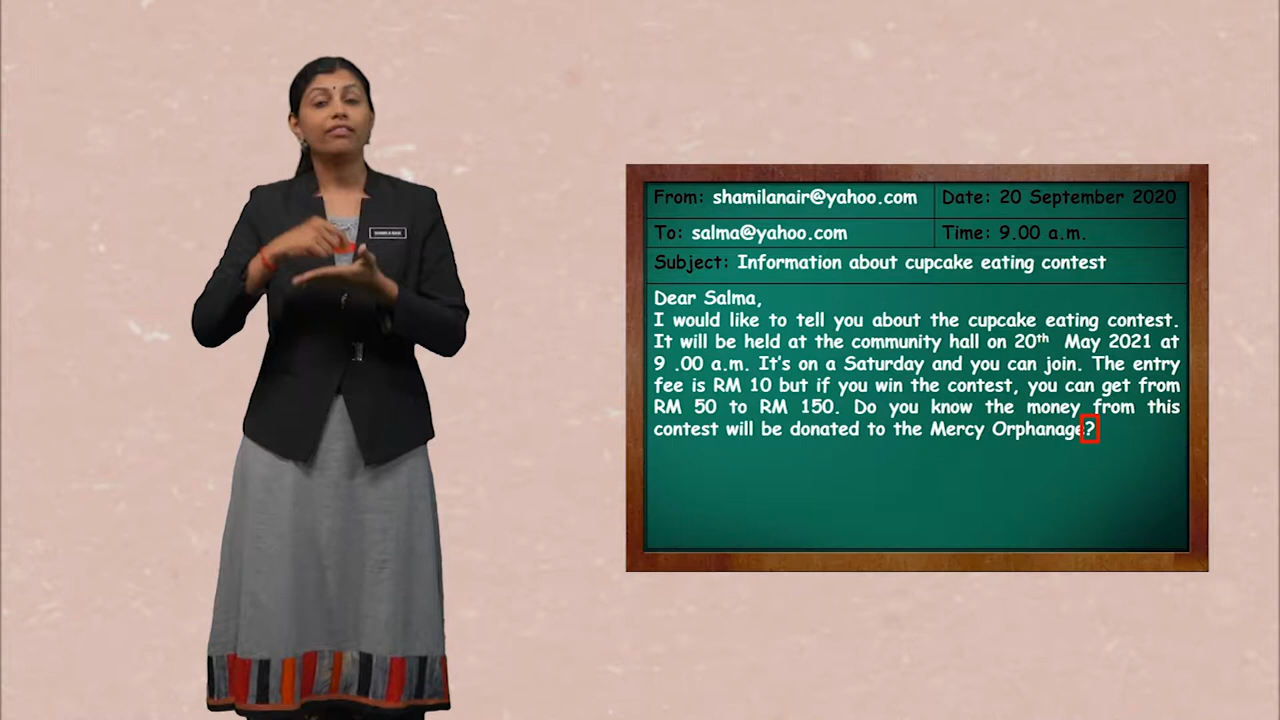 From: shamilanair@yahoo.com
Date: 20 September 2020
To: salma@yahoo.com
Time: 9.00 a.m.
Subject: Information about cupcake eating contest
Dear Salma,
I would like to tell you about the cupcake eating contest.
It will be held at the community hall on 20th May 2021 at
9 .00 a.m. It's on a Saturday and you can join. The entry
fee is RM 10 but if you win the contest, you can get from
RM 50 to RM 150. Do you know the money from this
contest will be donated to the Mercy Orphanage?